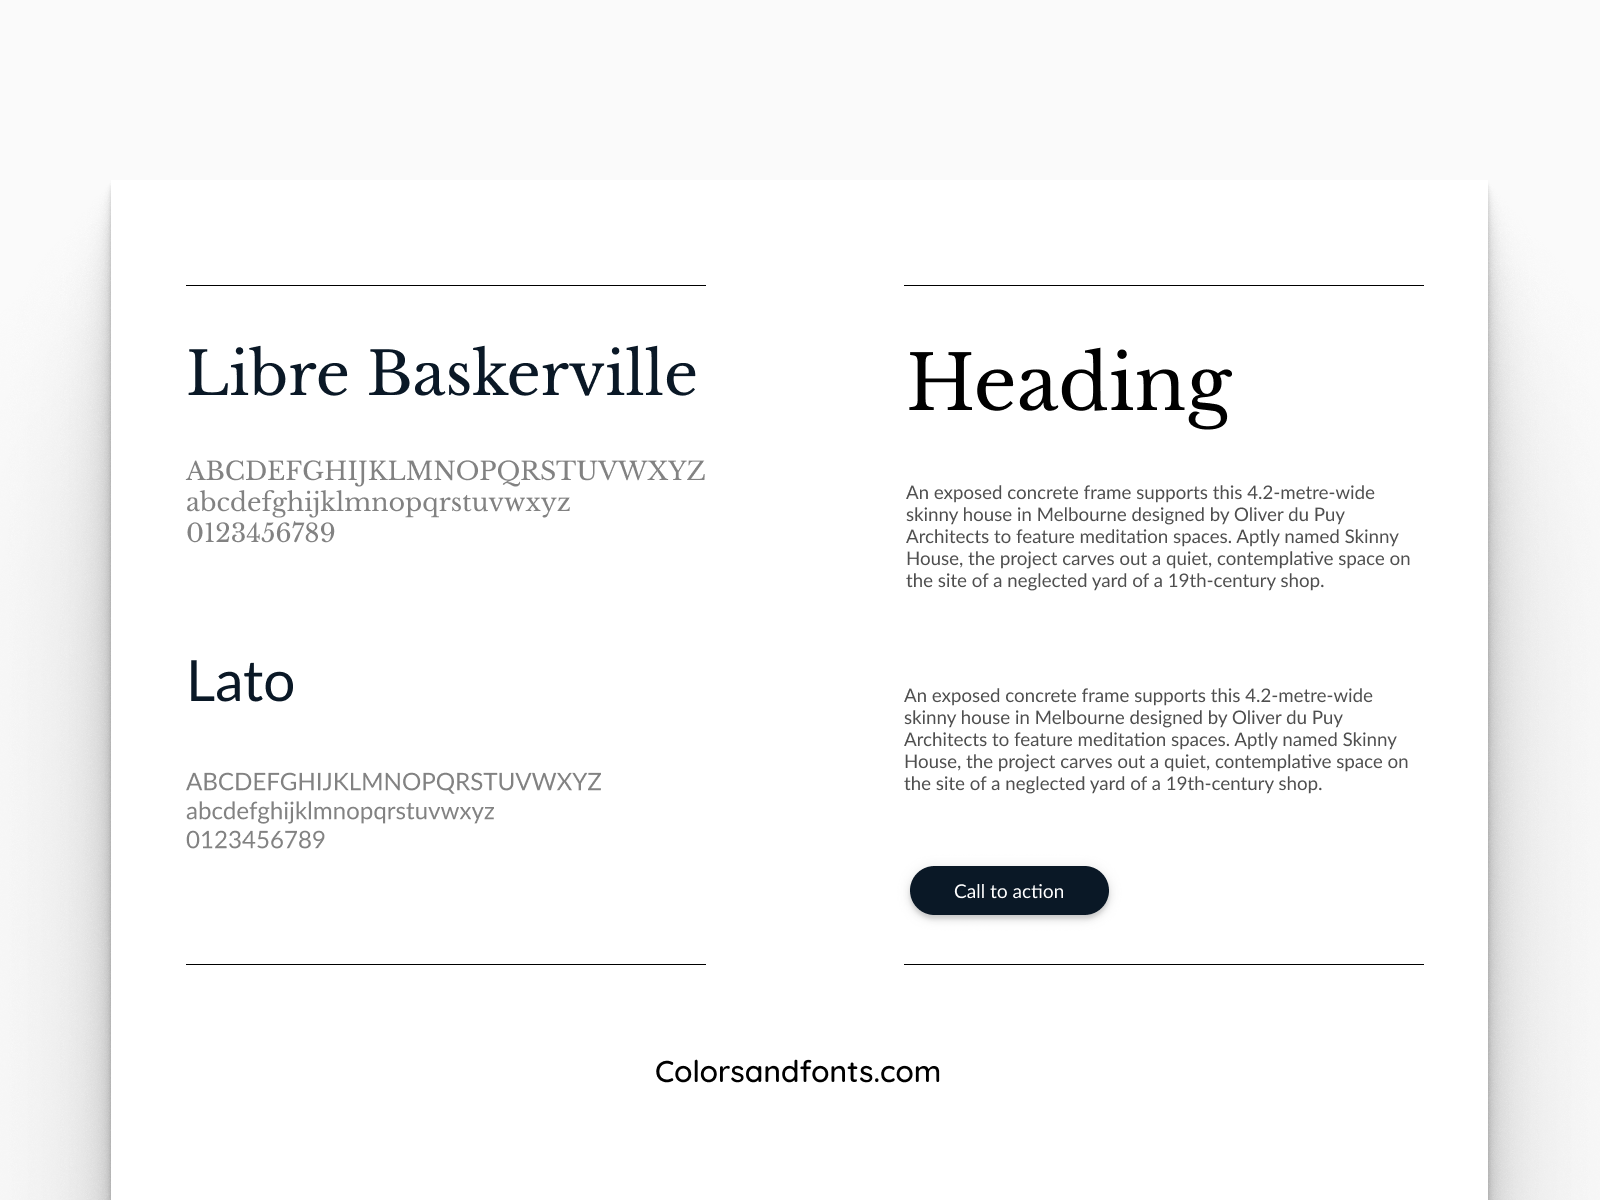 Libre Baskerville
ABCDEFGHIJKLMNOPQRSTUVWXYZ
abcdefghijklmnopqrstuvwxyz
0123456789
Lato
ABCDEFGHIJKLMNOPQRSTUVWXYZ
abcdefghijklmnopqrstuvwxyz
0123456789
Heading
An exposed concrete frame supports this 4.2-metre-wide
skinny house in Melbourne designed by Oliver du Puy
Architects to feature meditation spaces. Aptly named Skinny
House, the project carves out a quiet, contemplative space on
the site of a neglected yard of a 19th-century shop.
An exposed concrete frame supports this 4.2-metre-wide
skinny house in Melbourne designed by Oliver du Puy
Architects to feature meditation spaces. Aptly named Skinny
House, the project carves out a quiet, contemplative space on
the site of a neglected yard of a 19th-century shop.
Call to action
Colorsandfonts.com